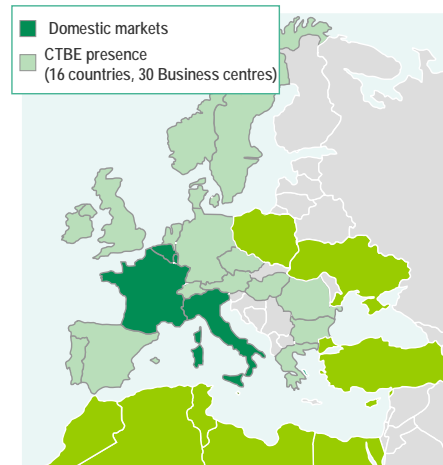 Domestic markets
CTBE presence
(16 countries, 30 Business centres)